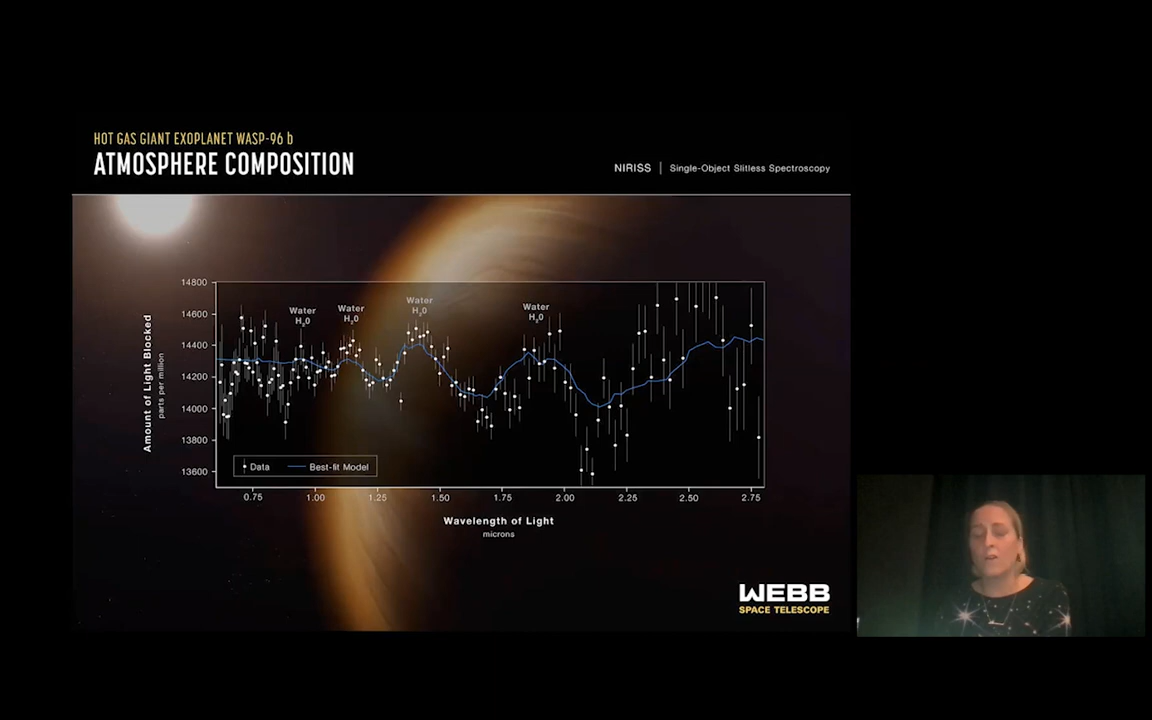 HOT GAS GIANT EXOPLANET WASP-96 b
ATMOSPHERE COMPOSITION
NIRISS | Single-Object Slitless Spectroscopy
Amount of Light Blocked
parts per million
14800
14600
14400
14200
14000
13800
13600
Water
H₂O
Water
H₂O
Water
H₂O
Water
H₂O
Data
Best-fit Model
0.75 1.00 1.25 1.50 1.75 2.00 2.25 2.50 2.75
Wavelength of Light
microns
WEBB
SPACE TELESCOPE